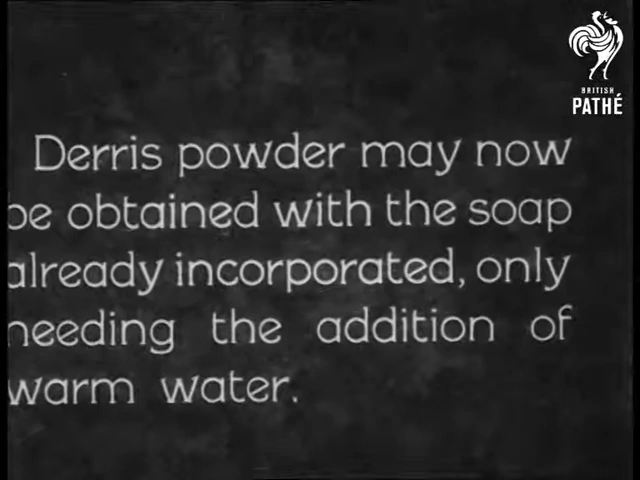 BRITISH
PATHÉ
Derris powder may now
be obtained with the soap
already incorporated, only
needing the addition of
warm water.